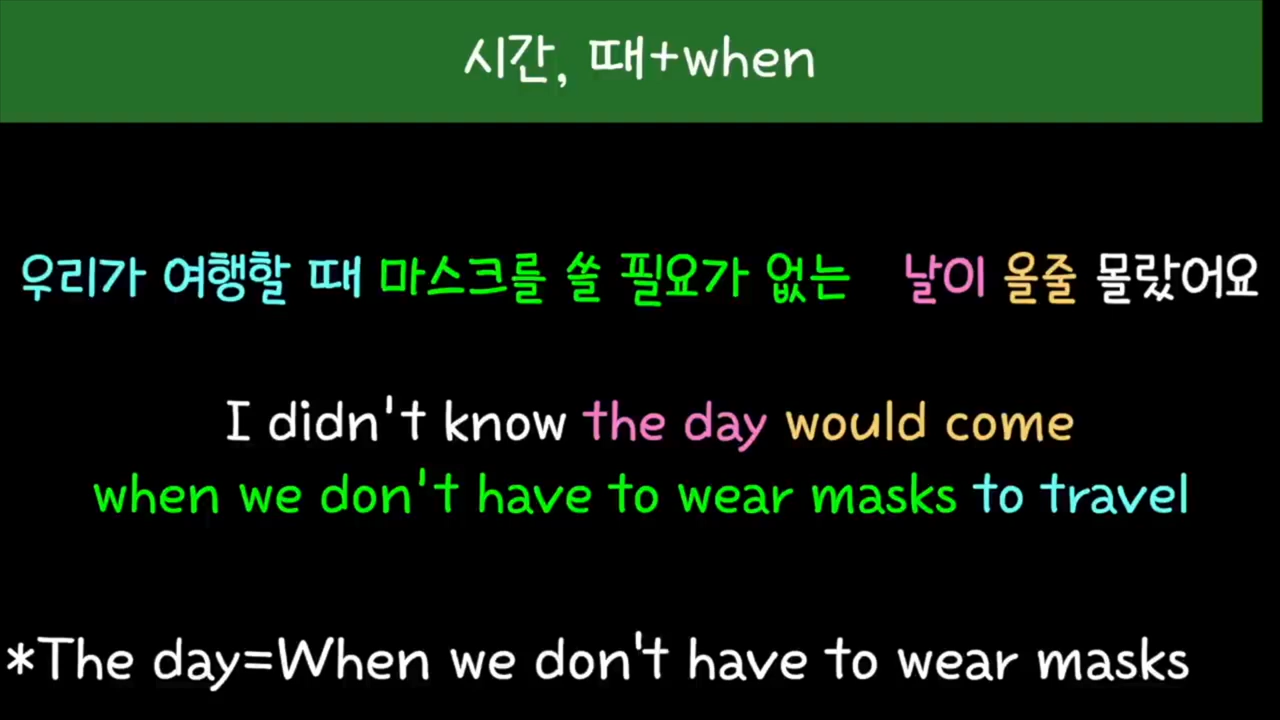 시간, 때+when
우리가 여행할 때 마스크를 쓸 필요가 없는 날이 올줄 몰랐어요
I didn't know the day would come
when we don't have to wear masks to travel
*The day=When we don't have to wear masks